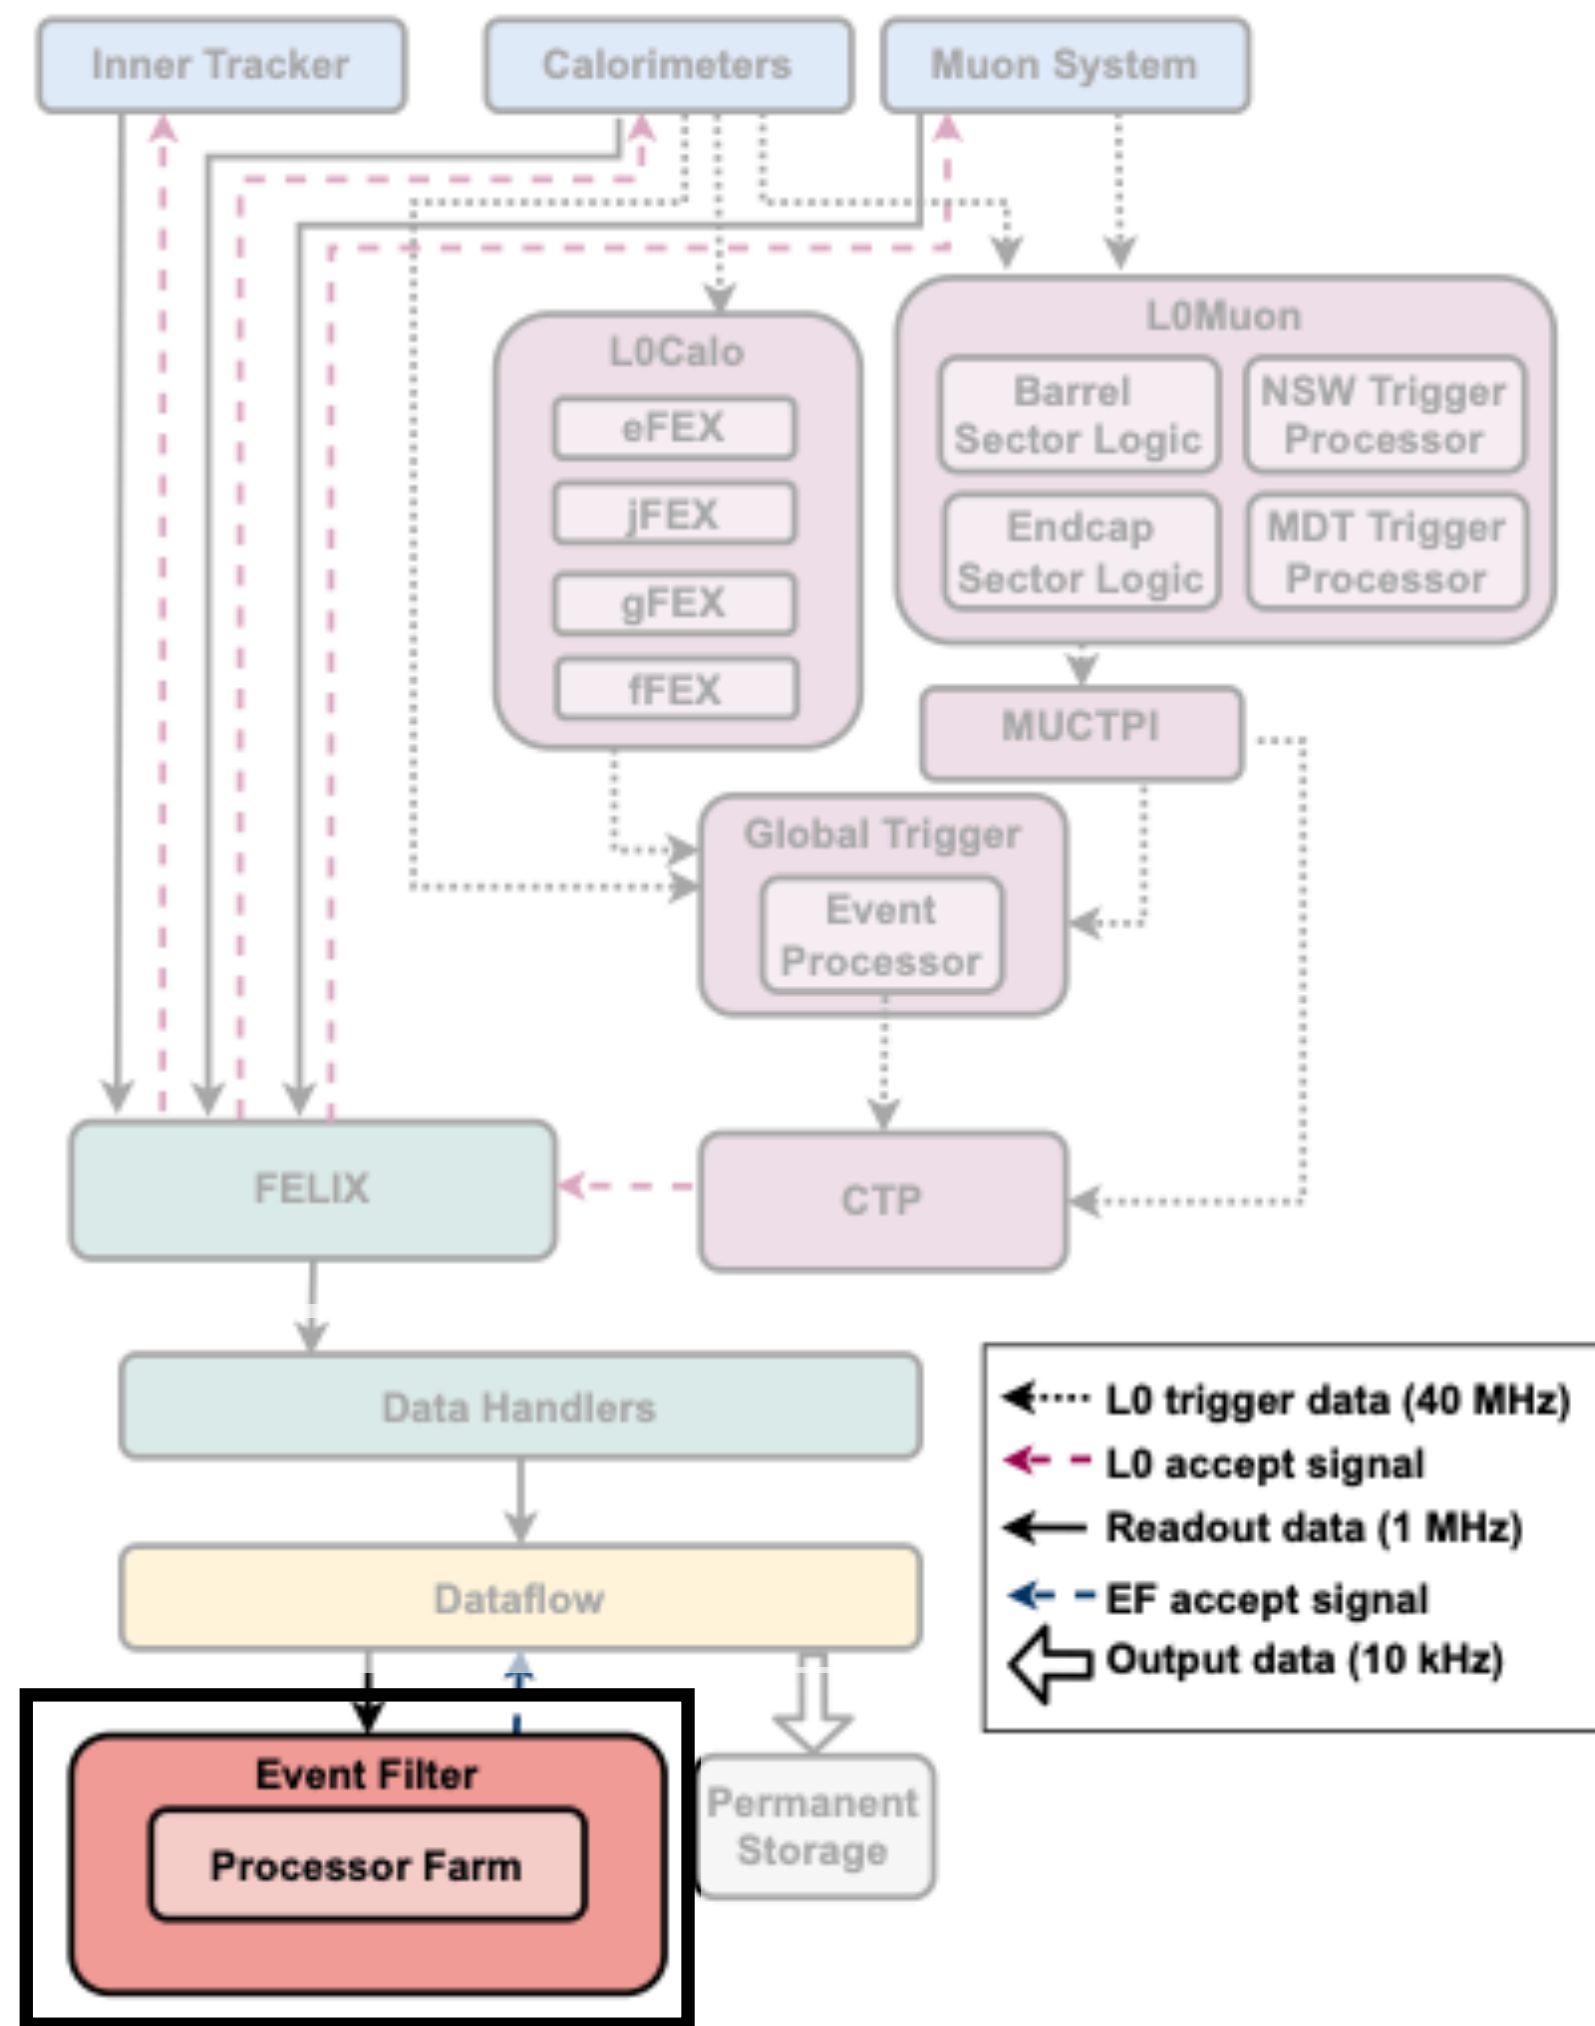 Inner Tracker
Calorimeters
Muon System
L0Calo
eFEX
jFEX
gFEX
fFEX
L0Muon
Barrel
Sector Logic
NSW Trigger
Processor
Endcap
Sector Logic
MDT Trigger
Processor
MUCTPI
Global Trigger
Event
Processor
FELIX
CTP
Data Handlers
Dataflow
L0 trigger data (40 MHz)
L0 accept signal
Readout data (1 MHz)
EF accept signal
Output data (10 kHz)
Event Filter
Processor Farm
Permanent
Storage